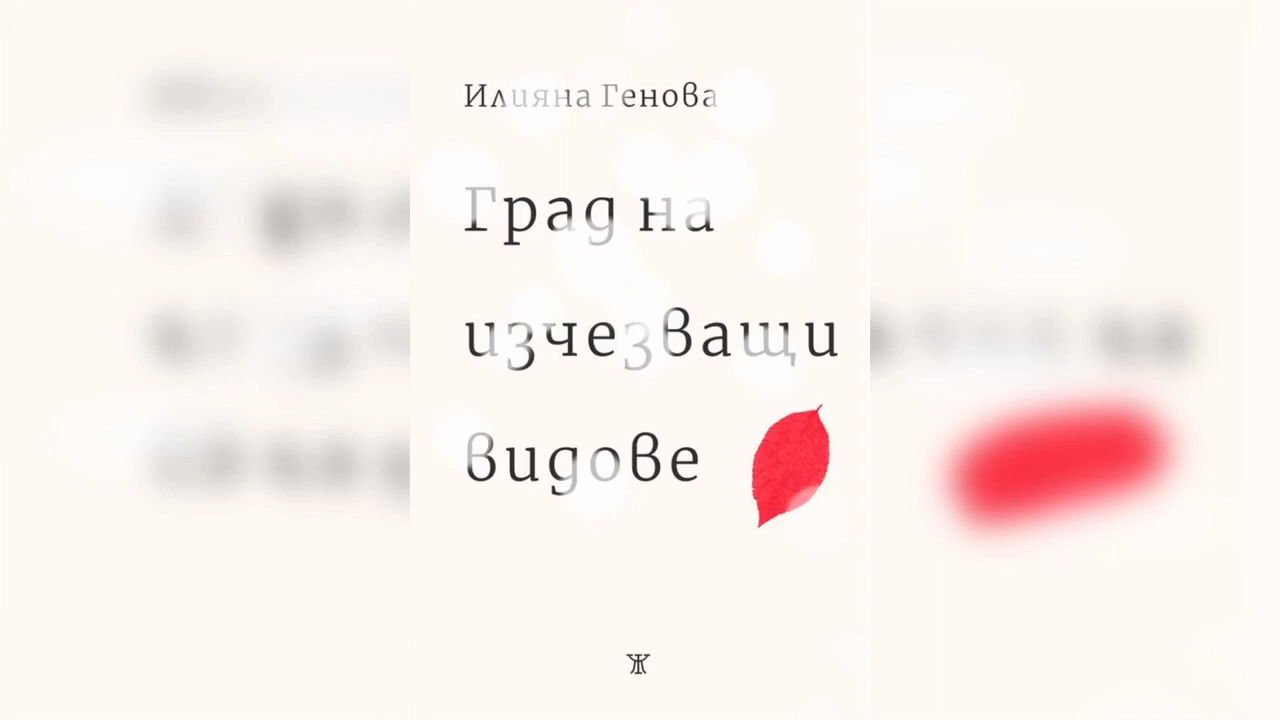 Илияна Генова
Град на
изчезващи
видове
Ж